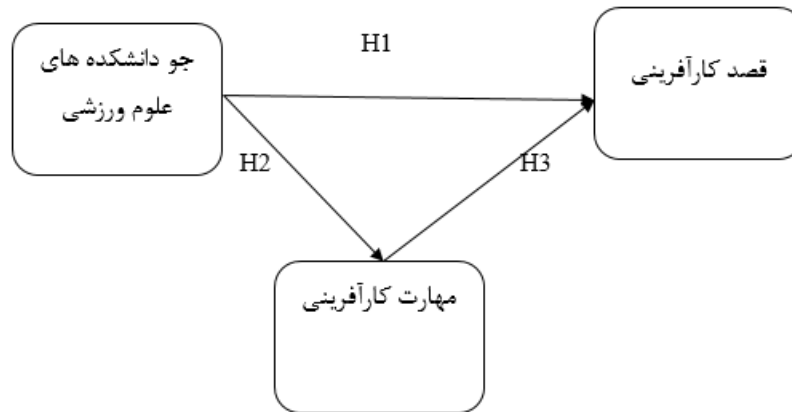 جو دانشکده های
علوم ورزشی
H1
قصد کارآفرینی
H2
H3
مهارت کارآفرینی